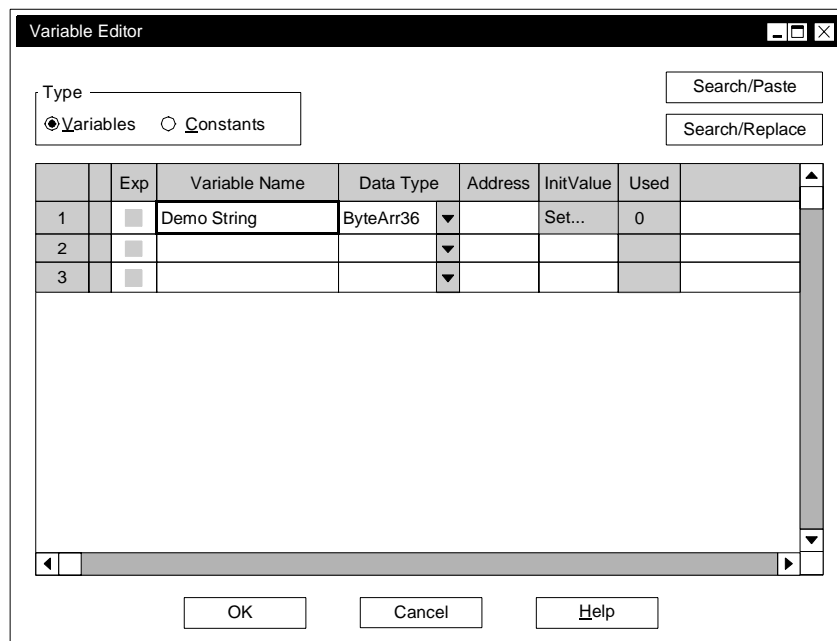 Variable Editor
Type
Variables Constants
Search/Paste
Search/Replace
Exp Variable Name Data Type Address InitValue Used
1 Demo String ByteArr36 Set... 0
2
3
OK Cancel Help